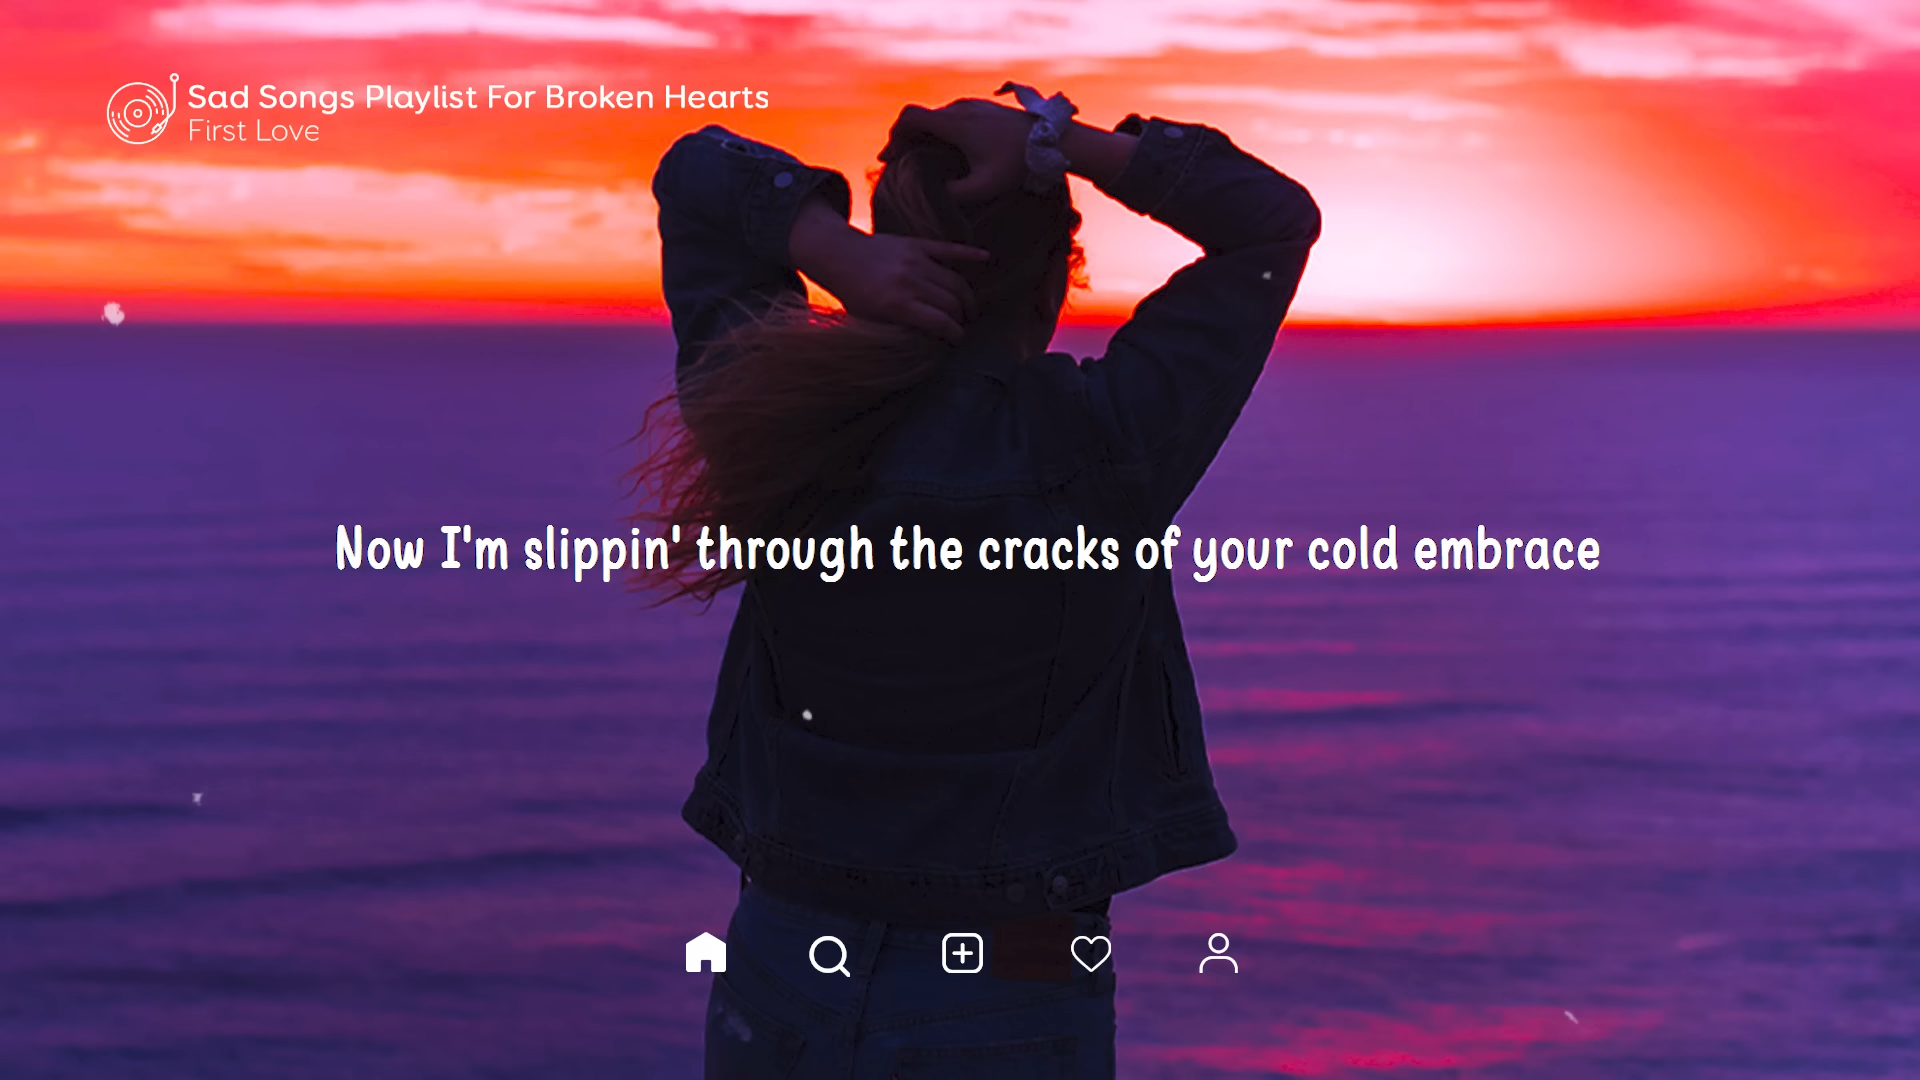 Sad Songs Playlist For Broken Hearts
First Love
Now I'm slippin' through the cracks of your cold embrace